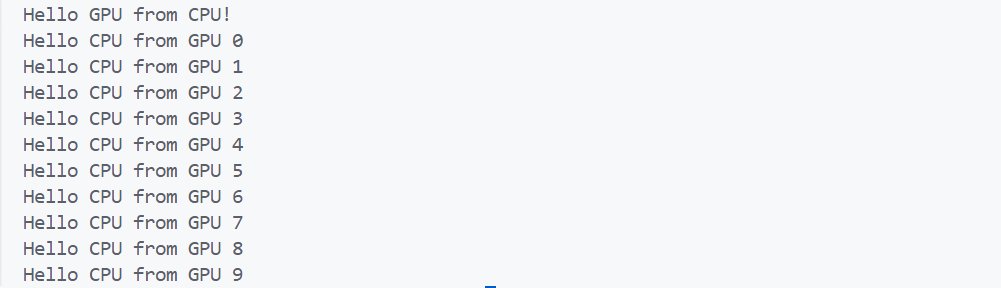 Hello GPU from CPU!
Hello CPU from GPU 0
Hello CPU from GPU 1
Hello CPU from GPU 2
Hello CPU from GPU 3
Hello CPU from GPU 4
Hello CPU from GPU 5
Hello CPU from GPU 6
Hello CPU from GPU 7
Hello CPU from GPU 8
Hello CPU from GPU 9